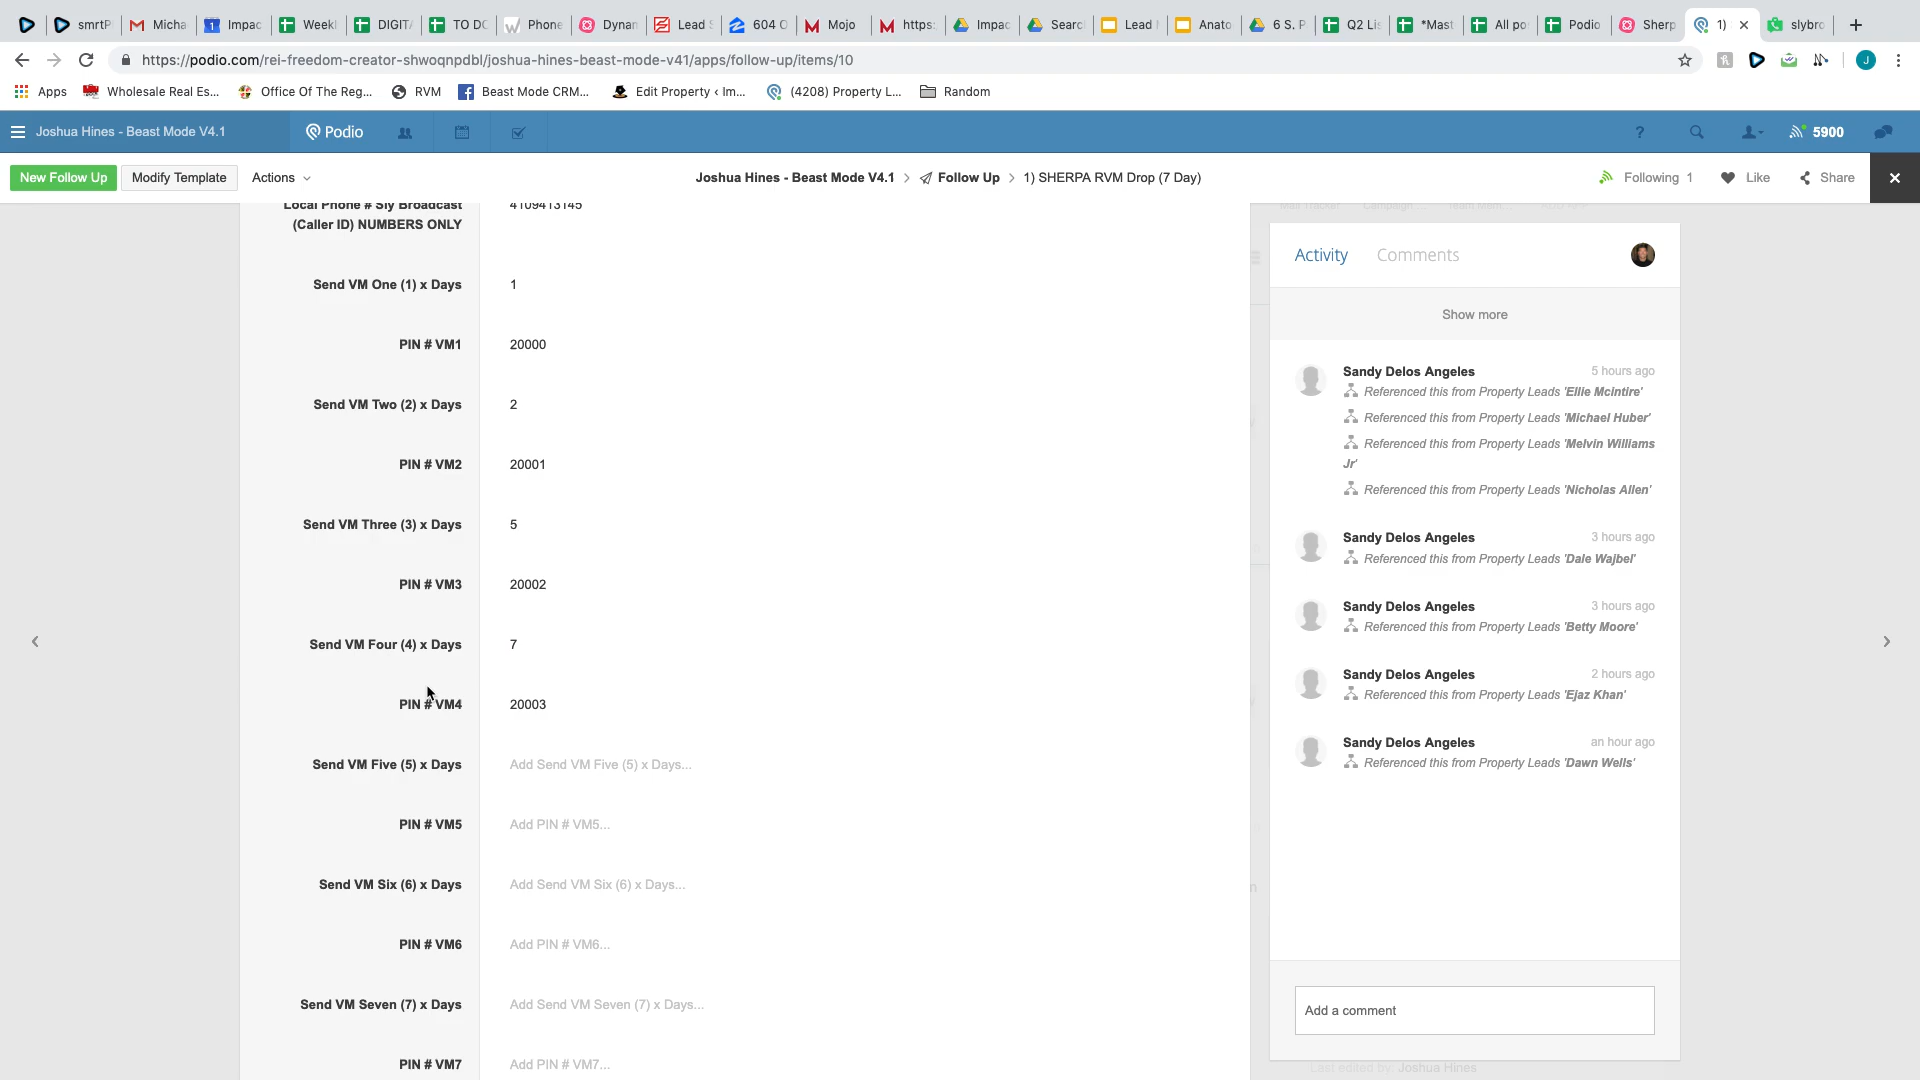 smrtP
Micha
Impac
Weekl
DIGITA
TO DO
Phone
Dynan
Lead S
604 O
Mojo
https:
Impac
Searc
Lead M
Anato
6 S. P
Q2 Lis
*Mast
All po
Podio
Sherp
1)
slybro
https://podio.com/rei-freedom-creator-shwoqnpdbl/joshua-hines-beast-mode-v41/apps/follow-up/items/10
J
Apps
Wholesale Real Es...
Office Of The Reg...
RVM
Beast Mode CRM...
Edit Property ‹ Im...
(4208) Property L...
Random
Joshua Hines - Beast Mode V4.1
Podio
?
5900
New Follow Up
Modify Template
Actions
Joshua Hines - Beast Mode V4.1 > Follow Up > 1) SHERPA RVM Drop (7 Day)
Following 1
Like
Share
Local Phone # Sly Broadcast
(Caller ID) NUMBERS ONLY
4109413145
Send VM One (1) x Days
1
PIN # VM1
20000
Send VM Two (2) x Days
2
PIN # VM2
20001
Send VM Three (3) x Days
5
PIN # VM3
20002
Send VM Four (4) x Days
7
PIN # VM4
20003
Send VM Five (5) x Days
Add Send VM Five (5) x Days...
PIN # VM5
Add PIN # VM5...
Send VM Six (6) x Days
Add Send VM Six (6) x Days...
PIN # VM6
Add PIN # VM6...
Send VM Seven (7) x Days
Add Send VM Seven (7) x Days...
PIN # VM7
Add PIN # VM7...
Activity
Comments
Show more
Sandy Delos Angeles
5 hours ago
Referenced this from Property Leads 'Ellie Mcintire'
Referenced this from Property Leads 'Michael Huber'
Referenced this from Property Leads 'Melvin Williams
Jr'
Referenced this from Property Leads 'Nicholas Allen'
Sandy Delos Angeles
3 hours ago
Referenced this from Property Leads 'Dale Wajbel'
Sandy Delos Angeles
3 hours ago
Referenced this from Property Leads 'Betty Moore'
Sandy Delos Angeles
2 hours ago
Referenced this from Property Leads 'Ejaz Khan'
Sandy Delos Angeles
an hour ago
Referenced this from Property Leads 'Dawn Wells'
Add a comment
Last edited by: Joshua Hines